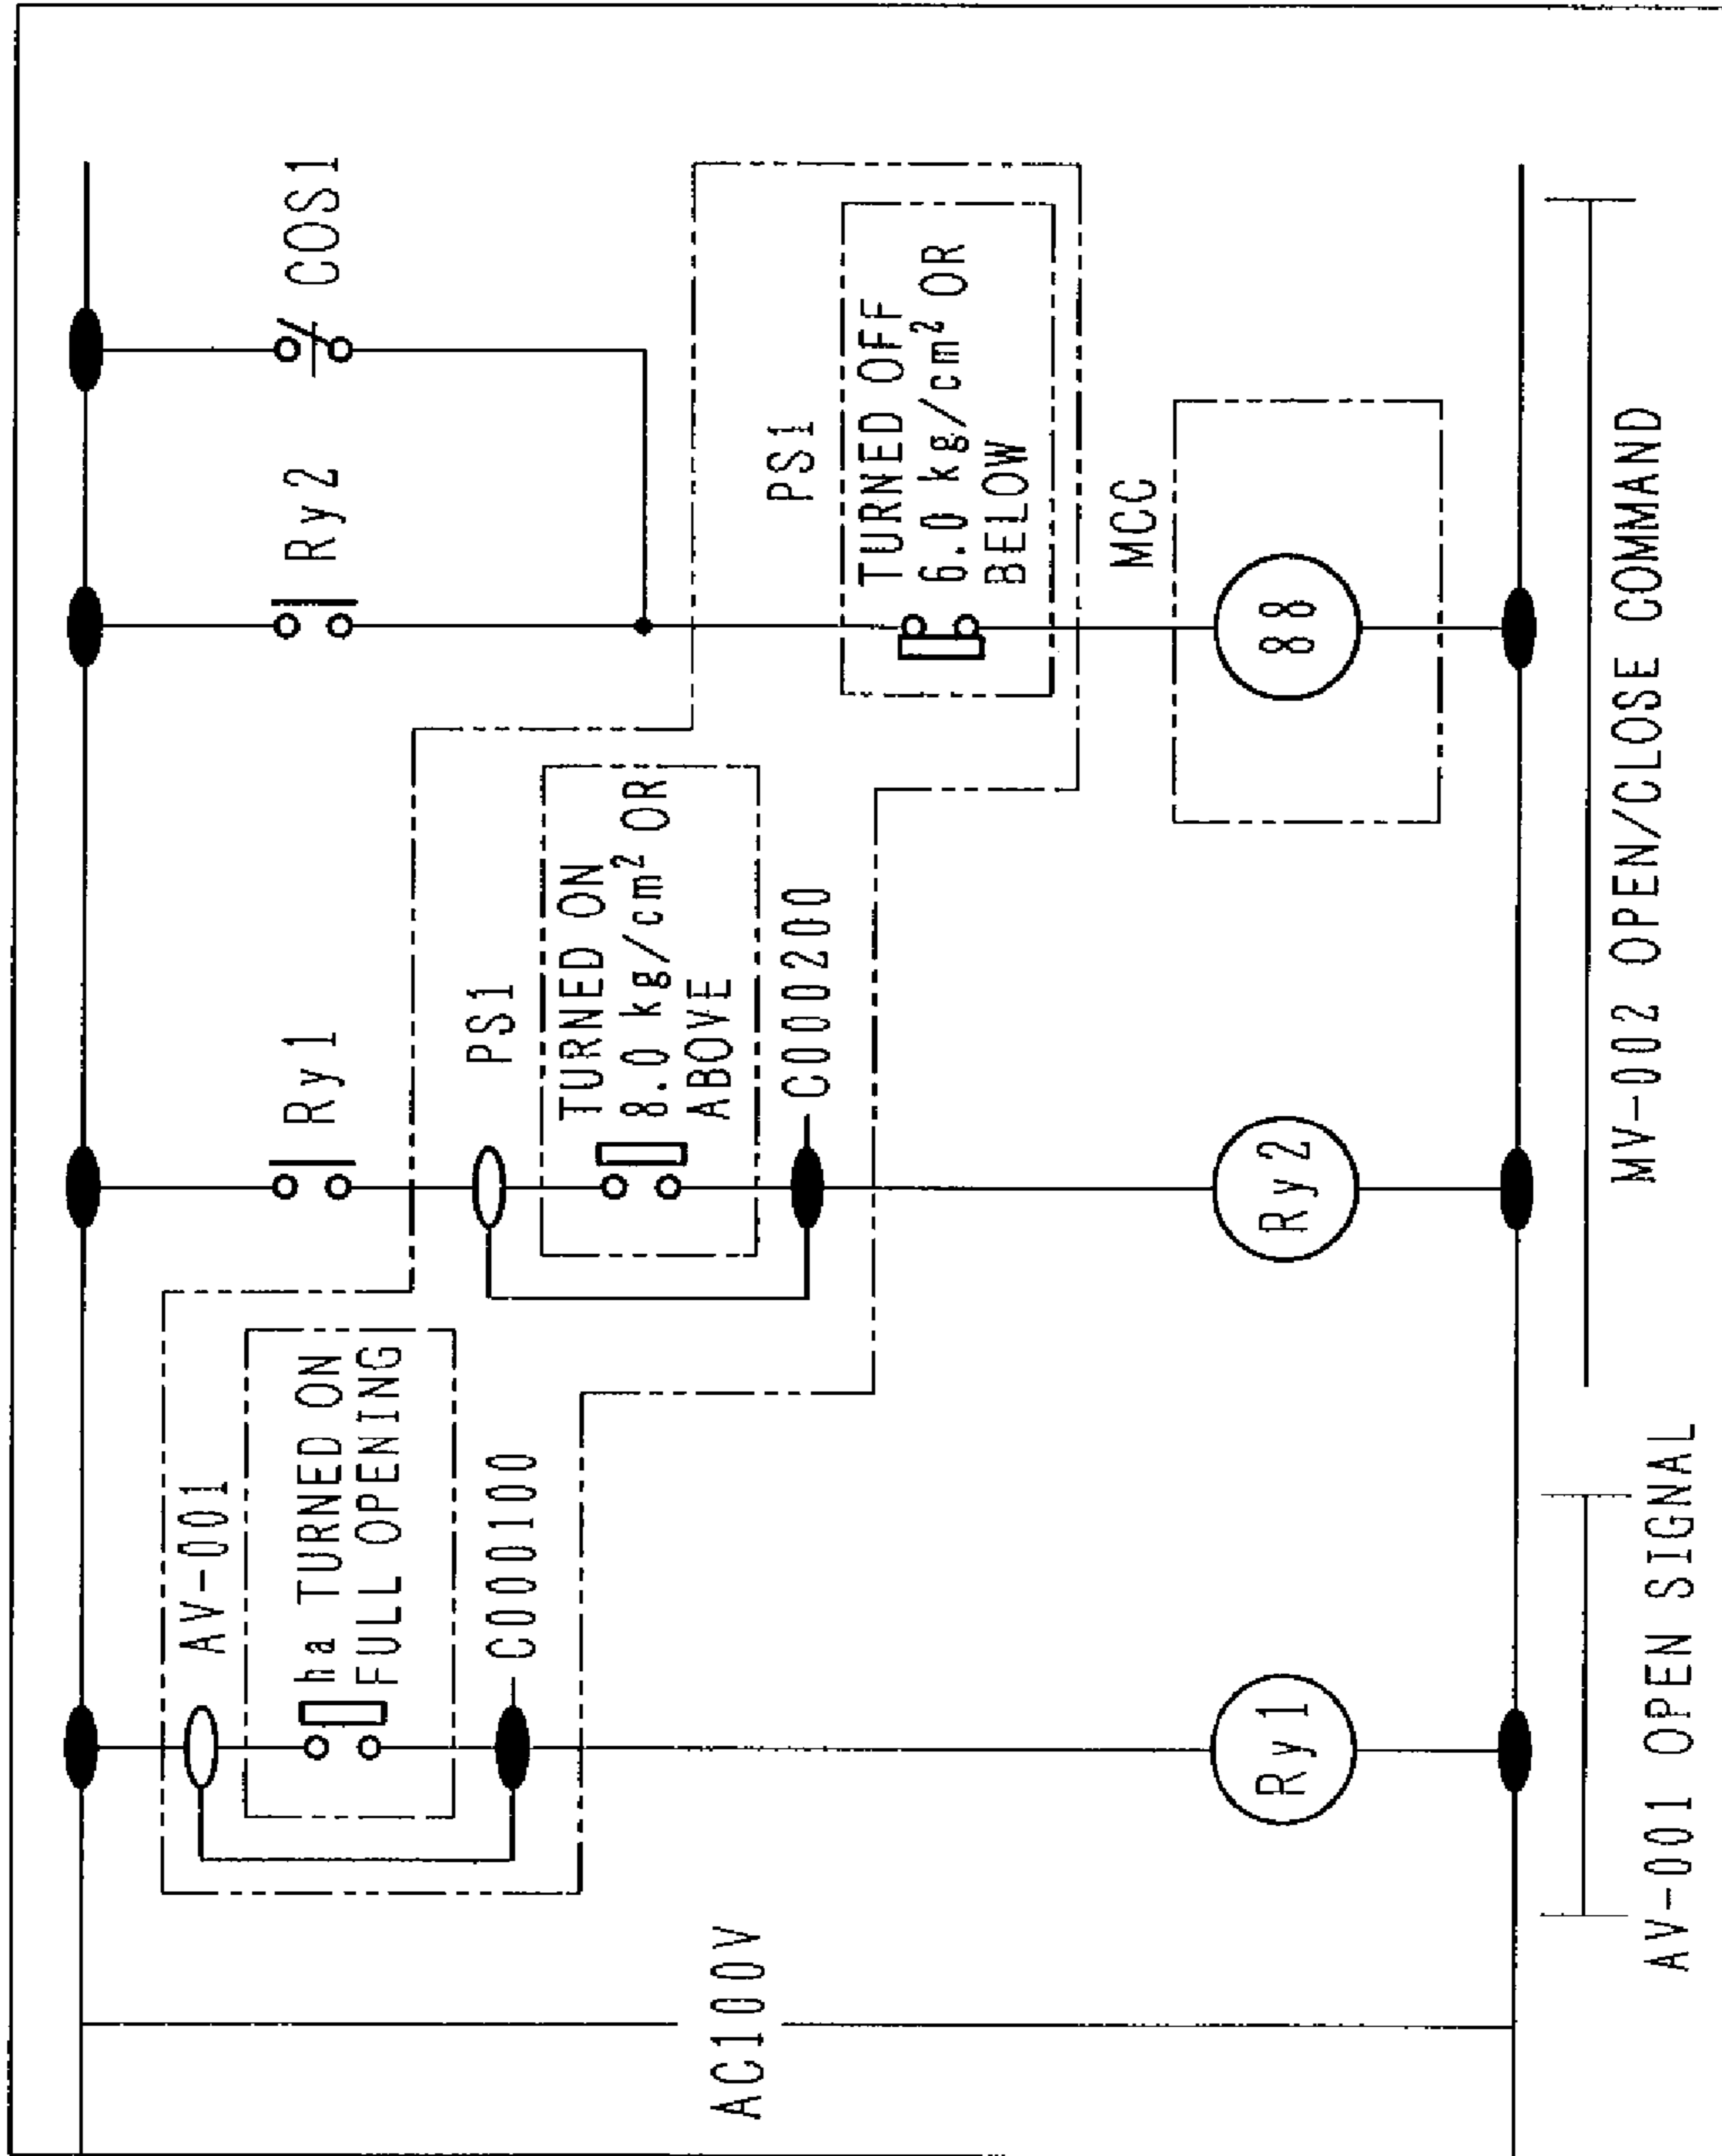 AC100V
AV-001
ha TURNED ON
FULL OPENING
C000100
Ry1
AV-001 OPEN SIGNAL
Ry1
PS1
TURNED ON
8.0 kg/cm² OR
ABOVE
C000200
Ry2
Ry2
COS1
PS1
TURNED OFF
6.0 kg/cm² OR
BELOW
MCC
88
MV-002 OPEN/CLOSE COMMAND